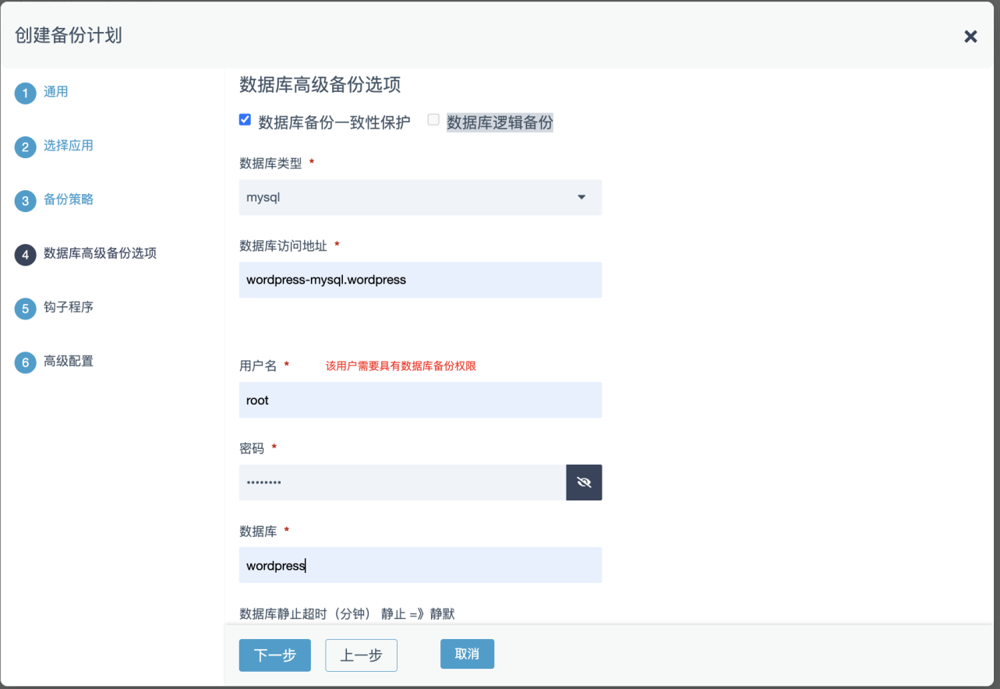 创建备份计划
1 通用
2 选择应用
3 备份策略
4 数据库高级备份选项
5 钩子程序
6 高级配置
数据库高级备份选项
数据库备份一致性保护 数据库逻辑备份
数据库类型 *
mysql
数据库访问地址 *
wordpress-mysql.wordpress
用户名 * 该用户需要具有数据库备份权限
root
密码 *
••••••••
数据库 *
wordpress
数据库静止超时（分钟） 静止 =》静默
下一步 上一步 取消